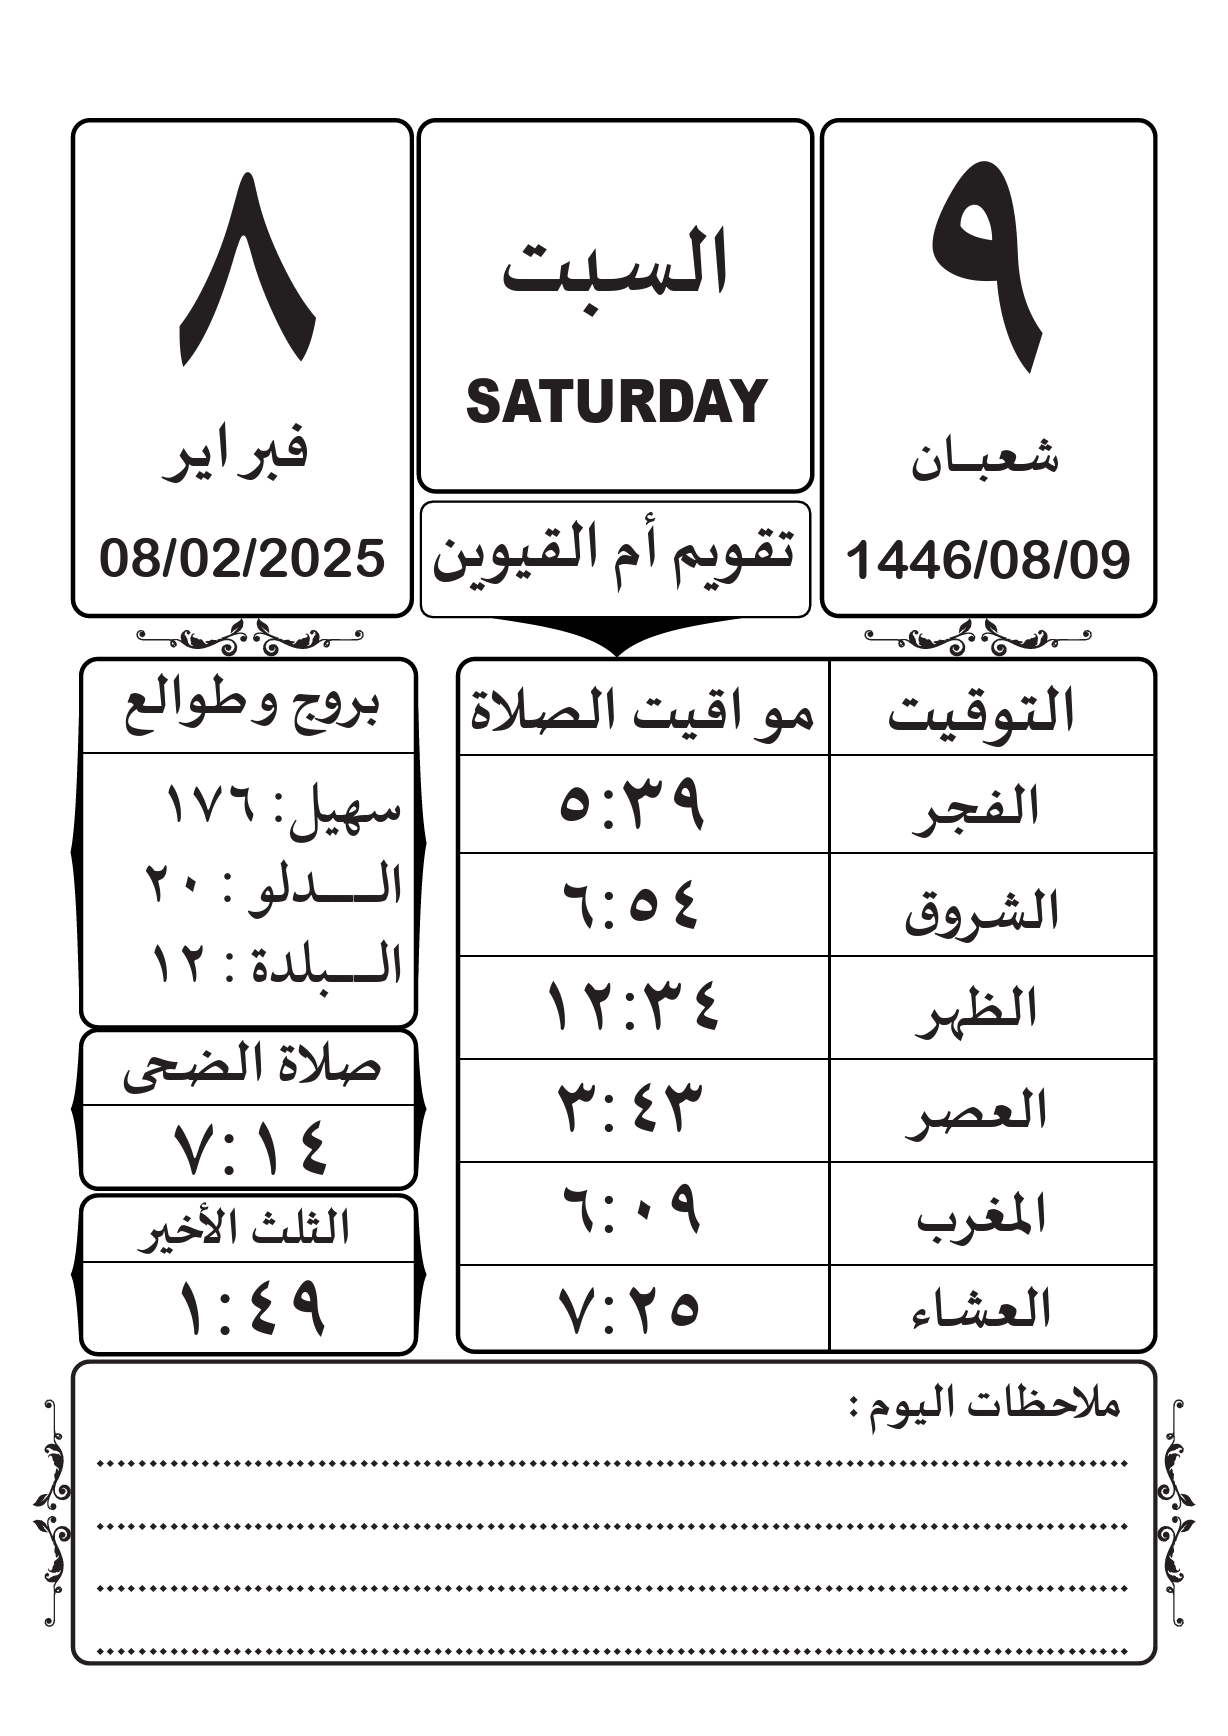 ٩
شعبان
1446/08/09
السبت
SATURDAY
٨
فبراير
08/02/2025
تقويم أم القيوين
التوقيت مواقيت الصلاة
الفجر ٥:٣٩
الشروق ٦:٥٤
الظهر ١٢:٣٤
العصر ٣:٤٣
المغرب ٦:٠٩
العشاء ٧:٢٥
بروج وطوالع
سهيل: ١٧٦
الــدلو : ٢٠
الــبلدة : ١٢
صلاة الضحى
٧:١٤
الثلث الأخير
١:٤٩
ملاحظات اليوم :